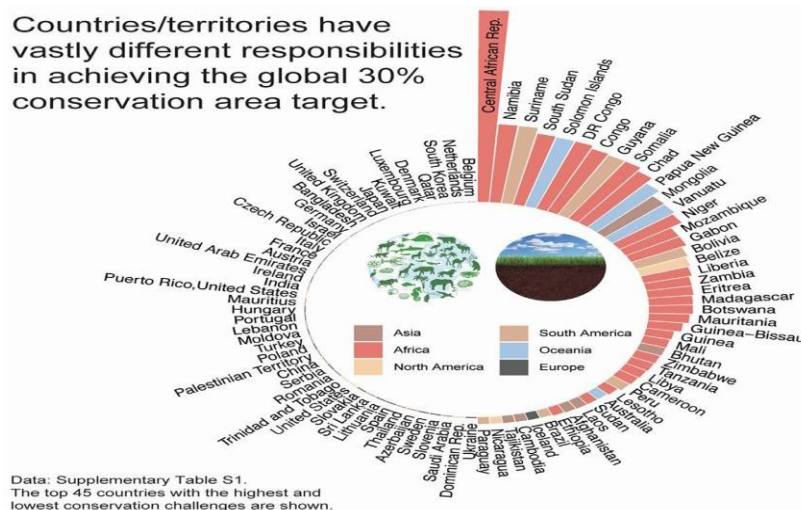 Countries/territories have
vastly different responsibilities
in achieving the global 30%
conservation area target.
Central African Rep.
Namibia
Suriname
South Sudan
Solomon Islands
DR Congo
Congo
Guyana
Somalia
Chad
Papua New Guinea
Mongolia
Vanuatu
Niger
Mozambique
Gabon
Bolivia
Belize
Liberia
Zambia
Eritrea
Madagascar
Botswana
Mauritania
Guinea-Bissau
Guinea
Mali
Bhutan
Zimbabwe
Tanzania
Cameroon
Libya
Peru
Lesotho
Australia
Sudan
Laos
Afghanistan
Ethiopia
Brazil
Iceland
Cambodia
Tajikistan
Nicaragua
Paraguay
Ukraine
Dominican Rep.
Saudi Arabia
Slovenia
Sweden
Azerbaijan
Thailand
Spain
Lithuania
Sri Lanka
Slovakia
United States
Trinidad and Tobago
Romania
Serbia
China
Palestinian Territory
Poland
Turkey
Moldova
Lebanon
Portugal
Hungary
Mauritius
Puerto Rico,United States
India
Ireland
United Arab Emirates
Austria
France
Italy
Czech Republic
Israel
Germany
Bangladesh
United Kingdom
Switzerland
Japan
Kuwait
Luxembourg
Denmark
Qatar
South Korea
Netherlands
Belgium
Asia
Africa
North America
South America
Oceania
Europe
Data: Supplementary Table S1.
The top 45 countries with the highest and
lowest conservation challenges are shown.